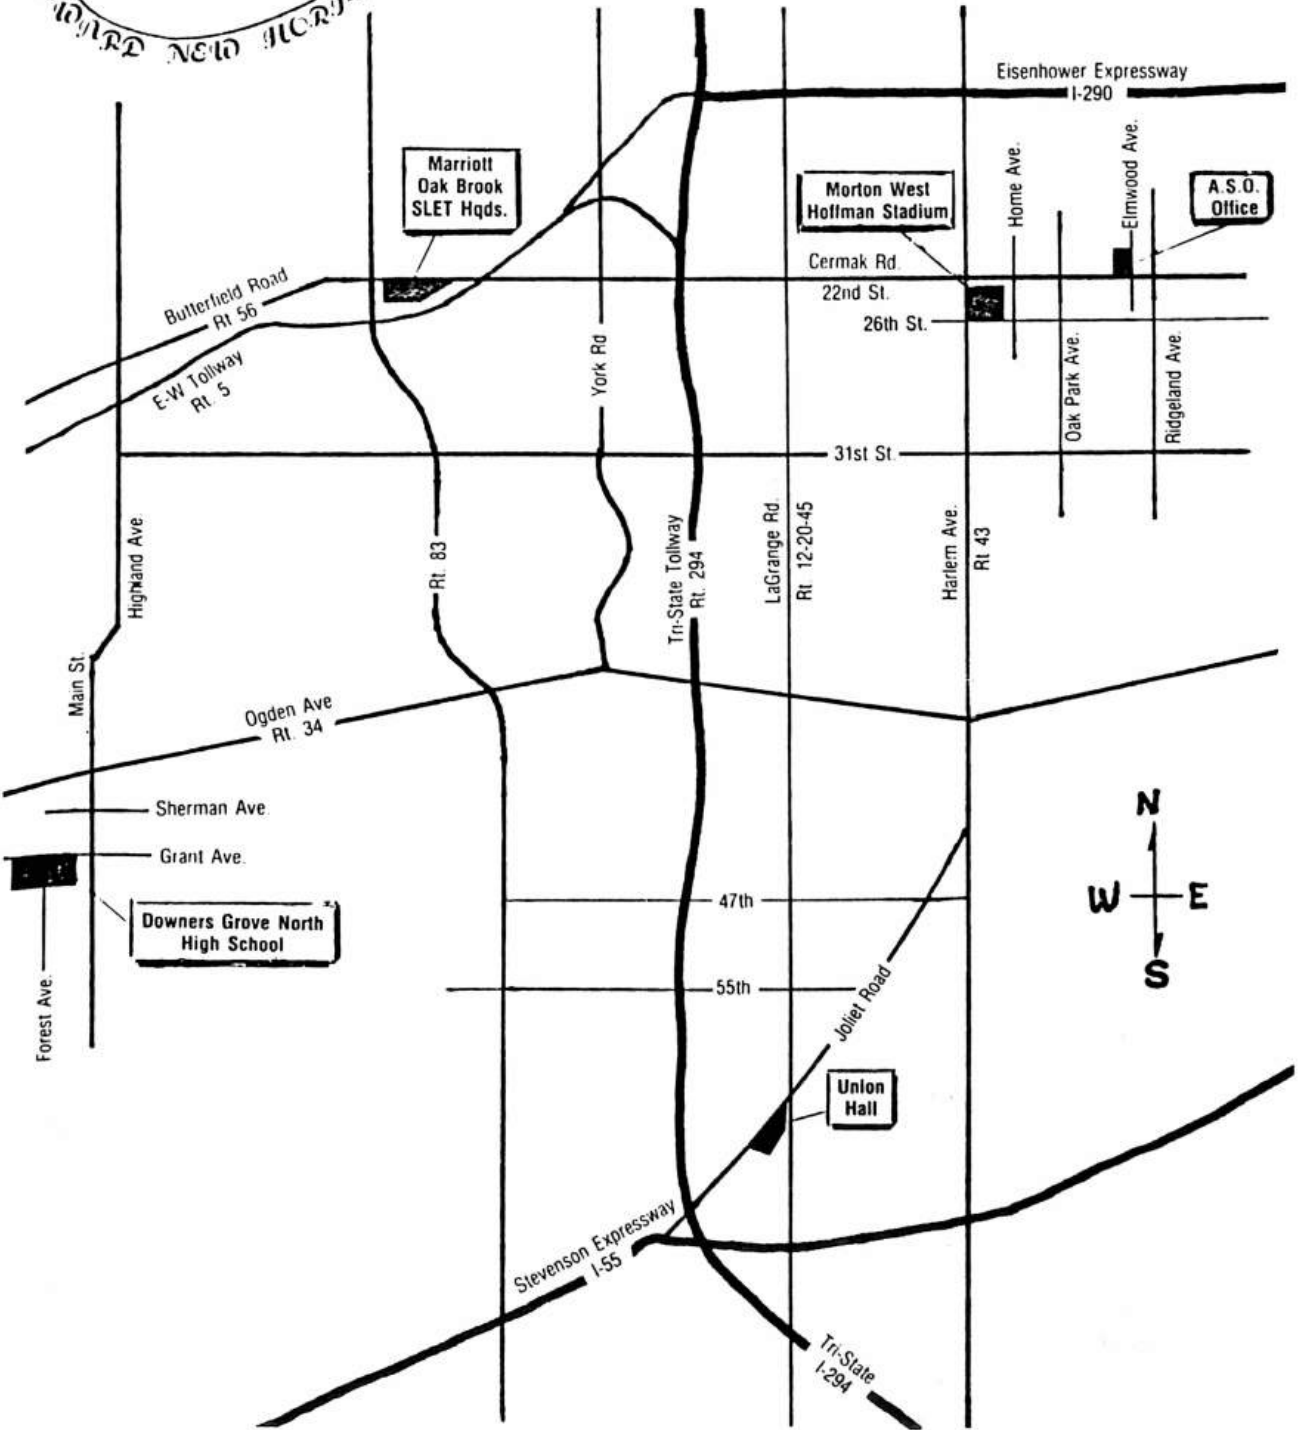 WARD NEW HORI
Eisenhower Expressway
I-290
Marriott
Oak Brook
SLET Hqds.
Morton West
Hoffman Stadium
Home Ave.
Elmwood Ave.
A.S.O.
Office
Cermak Rd.
22nd St.
26th St.
Butterfield Road
Rt 56
E-W Tollway
Rt. 5
York Rd
Oak Park Ave.
Ridgeland Ave.
31st St.
Highland Ave.
Rt. 83
Tri-State Tollway
Rt. 294
LaGrange Rd.
Rt. 12-20-45
Harlem Ave.
Rt 43
Main St.
Ogden Ave
Rt. 34
Sherman Ave.
Grant Ave.
Downers Grove North
High School
Forest Ave.
47th
55th
Joliet Road
N
W E
S
Union
Hall
Stevenson Expressway
I-55
Tri-State
I-294